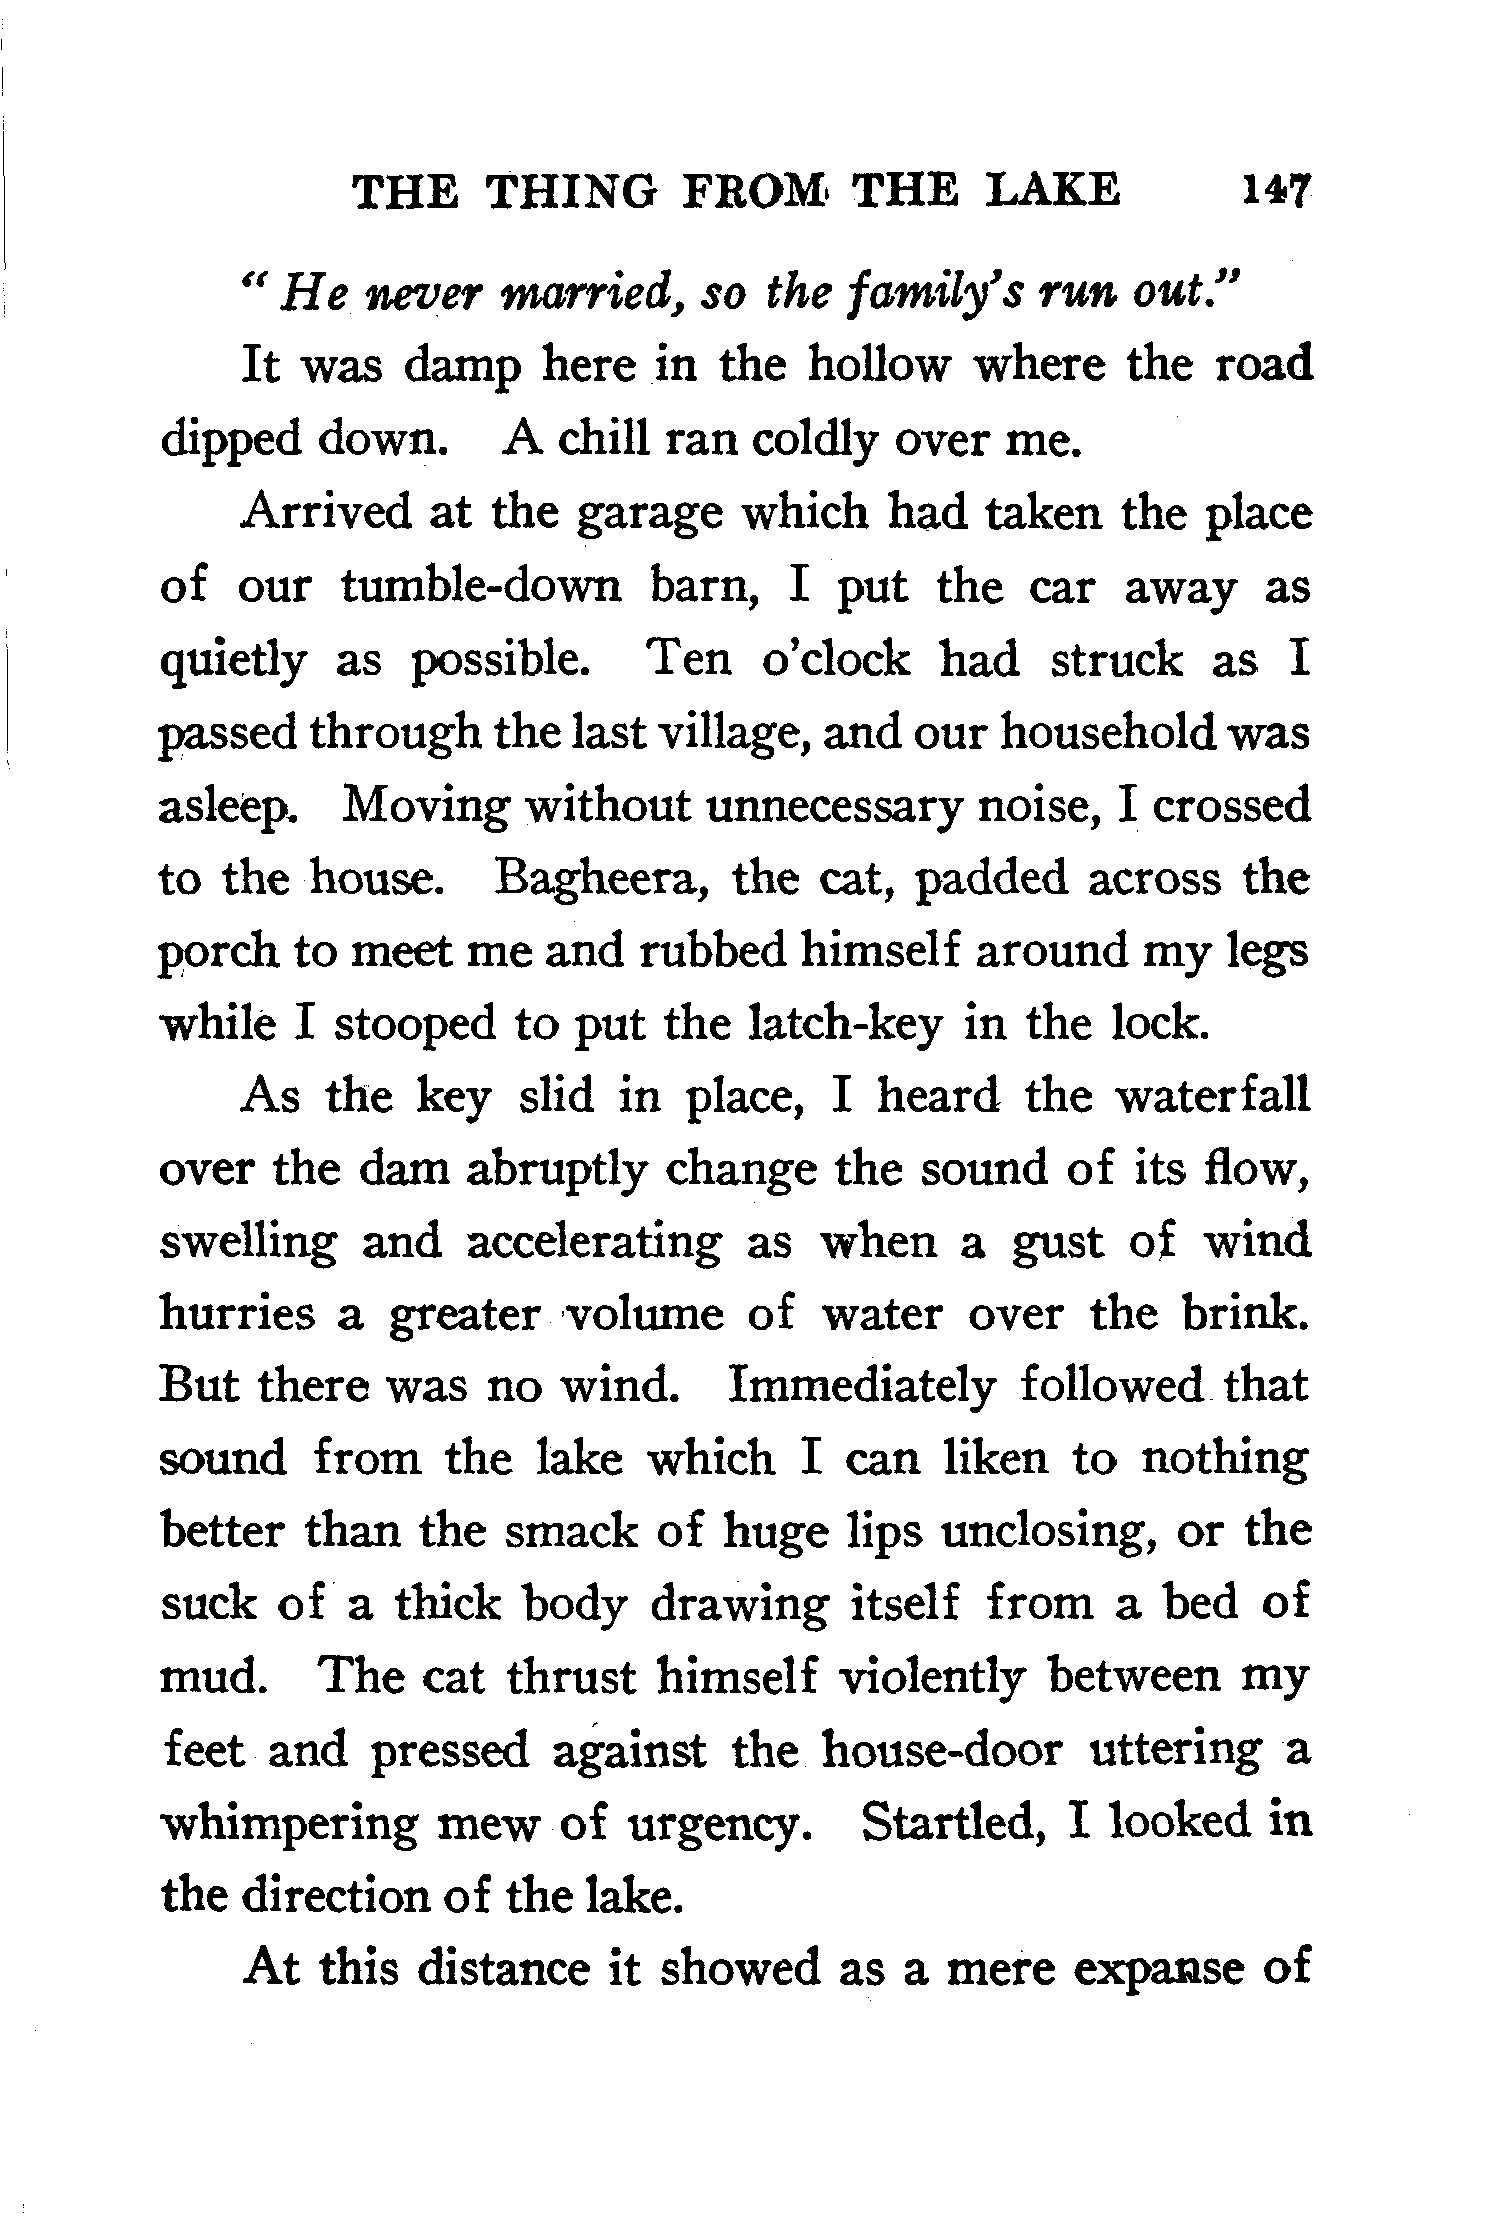 THE THING FROM THE LAKE 147
" He never married, so the family's run out."
It was damp here in the hollow where the road
dipped down. A chill ran coldly over me.
Arrived at the garage which had taken the place
of our tumble-down barn, I put the car away as
quietly as possible. Ten o'clock had struck as I
passed through the last village, and our household was
asleep. Moving without unnecessary noise, I crossed
to the house. Bagheera, the cat, padded across the
porch to meet me and rubbed himself around my legs
while I stooped to put the latch-key in the lock.
As the key slid in place, I heard the waterfall
over the dam abruptly change the sound of its flow,
swelling and accelerating as when a gust of wind
hurries a greater volume of water over the brink.
But there was no wind. Immediately followed that
sound from the lake which I can liken to nothing
better than the smack of huge lips unclosing, or the
suck of a thick body drawing itself from a bed of
mud. The cat thrust himself violently between my
feet and pressed against the house-door uttering a
whimpering mew of urgency. Startled, I looked in
the direction of the lake.
At this distance it showed as a mere expanse of